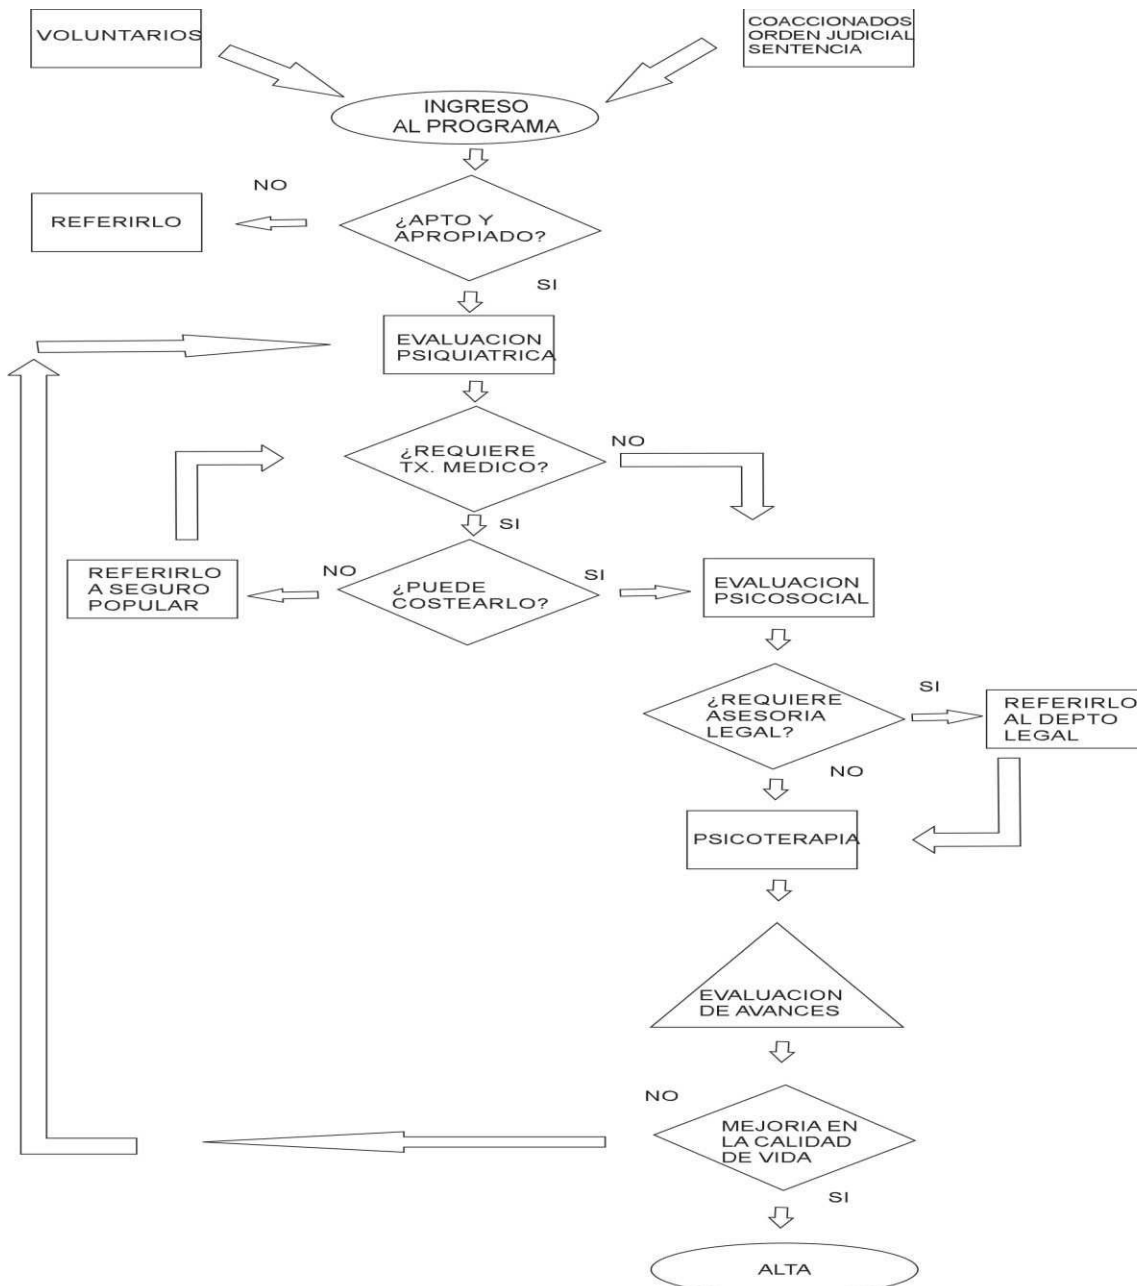 VOLUNTARIOS
COACCIONADOS
ORDEN JUDICIAL
SENTENCIA
INGRESO
AL PROGRAMA
NO
REFERIRLO
¿APTO Y
APROPIADO?
SI
EVALUACION
PSIQUIATRICA
¿REQUIERE
TX. MEDICO?
NO
SI
REFERIRLO
A SEGURO
POPULAR
NO
¿PUEDE
COSTEARLO?
SI
EVALUACION
PSICOSOCIAL
¿REQUIERE
ASESORIA
LEGAL?
SI
REFERIRLO
AL DEPTO
LEGAL
NO
PSICOTERAPIA
EVALUACION
DE AVANCES
NO
MEJORIA EN
LA CALIDAD
DE VIDA
SI
ALTA